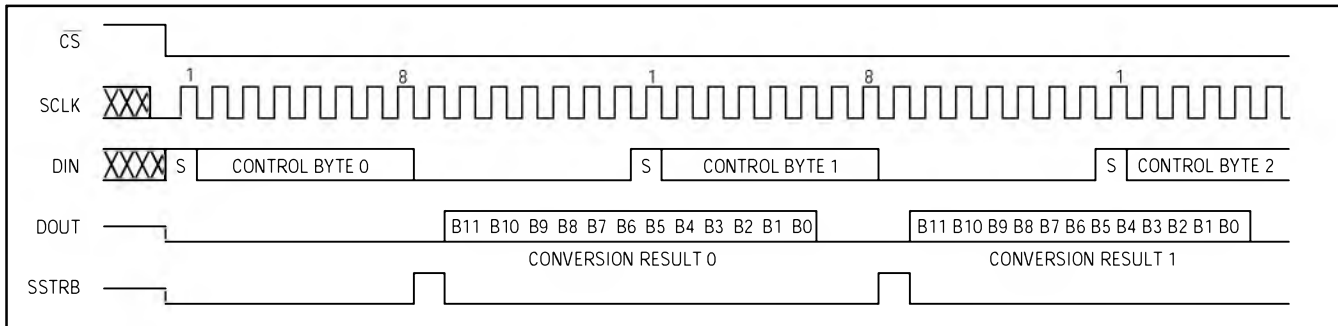 CS
1 8 1 8 1
SCLK
DIN S CONTROL BYTE 0 S CONTROL BYTE 1 S CONTROL BYTE 2
DOUT B11 B10 B9 B8 B7 B6 B5 B4 B3 B2 B1 B0 B11 B10 B9 B8 B7 B6 B5 B4 B3 B2 B1 B0
CONVERSION RESULT 0 CONVERSION RESULT 1
SSTRB